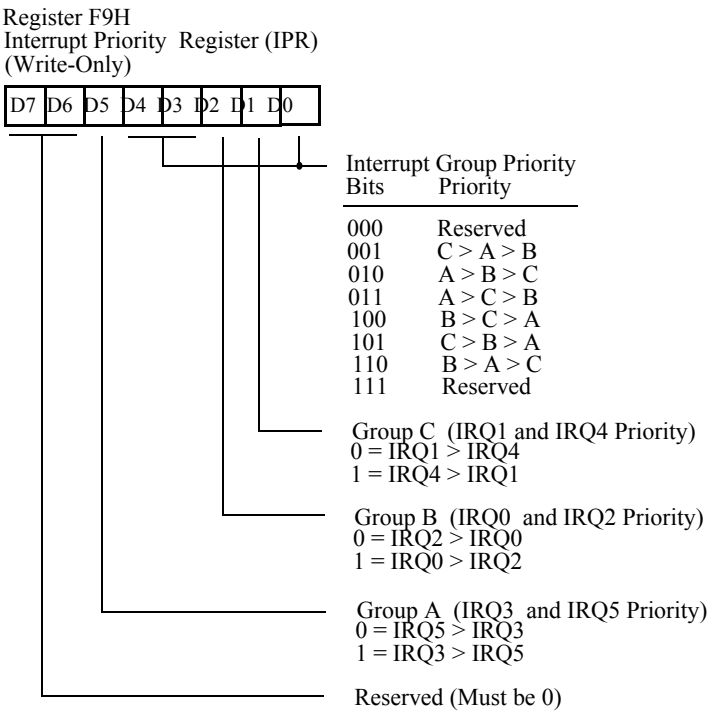 Register F9H
Interrupt Priority Register (IPR)
(Write-Only)
D7 D6 D5 D4 D3 D2 D1 D0
Interrupt Group Priority
Bits Priority
000 Reserved
001 C > A > B
010 A > B > C
011 A > C > B
100 B > C > A
101 C > B > A
110 B > A > C
111 Reserved
Group C (IRQ1 and IRQ4 Priority)
0 = IRQ1 > IRQ4
1 = IRQ4 > IRQ1
Group B (IRQ0 and IRQ2 Priority)
0 = IRQ2 > IRQ0
1 = IRQ0 > IRQ2
Group A (IRQ3 and IRQ5 Priority)
0 = IRQ5 > IRQ3
1 = IRQ3 > IRQ5
Reserved (Must be 0)